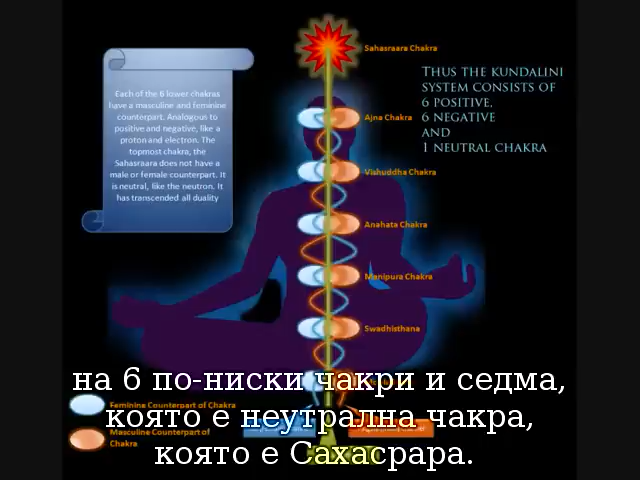 Sahasraara Chakra
Each of the 6 lower chakras
have a masculine and feminine
counterpart. Analogous to
positive and negative, like a
proton and electron. The
topmost chakra, the
Sahasraara does not have a
male or female counterpart. It
is neutral, like the neutron. It
has transcended all duality
THUS THE KUNDALINI
SYSTEM CONSISTS OF
6 POSITIVE,
6 NEGATIVE
AND
1 NEUTRAL CHAKRA
Ajna Chakra
Vishuddha Chakra
Anahata Chakra
Manipura Chakra
Swadhisthana
на 6 по-ниски чакри и седма,
която е неутрална чакра,
която е Сахасрара.
Feminine Counterpart of Chakra
Masculine Counterpart of
Chakra